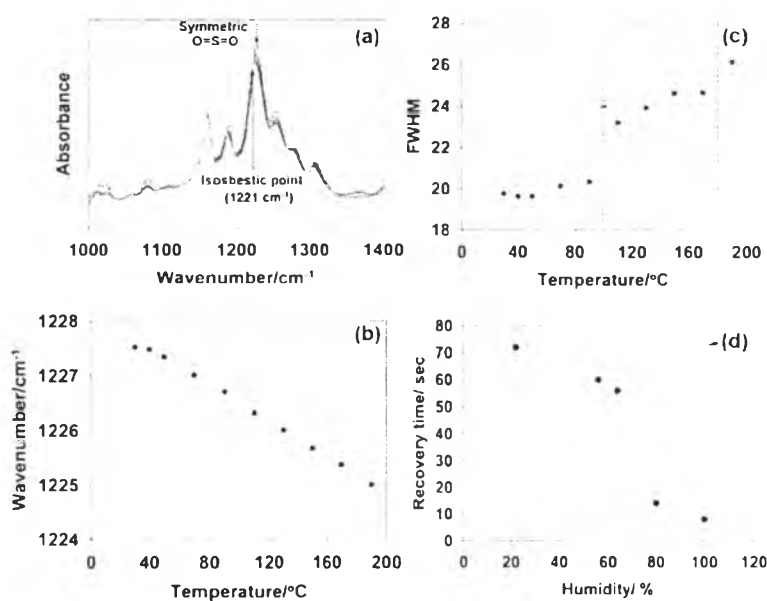 Symmetric
O=S=O
(a)
Absorbance
Isosbestic point
(1221 cm⁻¹)
1000 1100 1200 1300 1400
Wavenumber/cm⁻¹
(c)
FWHM
28
26
24
22
20
18
0 40 80 120 160 200
Temperature/°C
(b)
Wavenumber/cm⁻¹
1228
1227
1226
1225
1224
0 40 80 120 160 200
Temperature/°C
(d)
Recovery time/ sec
80
70
60
50
40
30
20
10
0
0 20 40 60 80 100 120
Humidity/ %